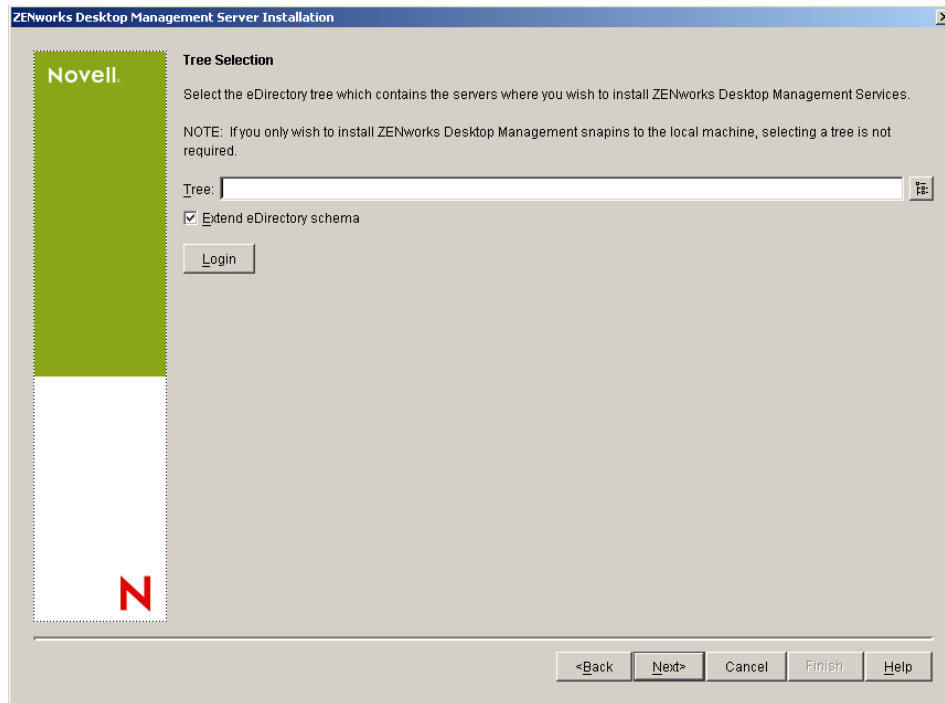 ZENworks Desktop Management Server Installation
Novell.
Tree Selection
Select the eDirectory tree which contains the servers where you wish to install ZENworks Desktop Management Services.
NOTE: If you only wish to install ZENworks Desktop Management snapins to the local machine, selecting a tree is not
required.
Tree:
Extend eDirectory schema
Login
N
<Back Next> Cancel Finish Help